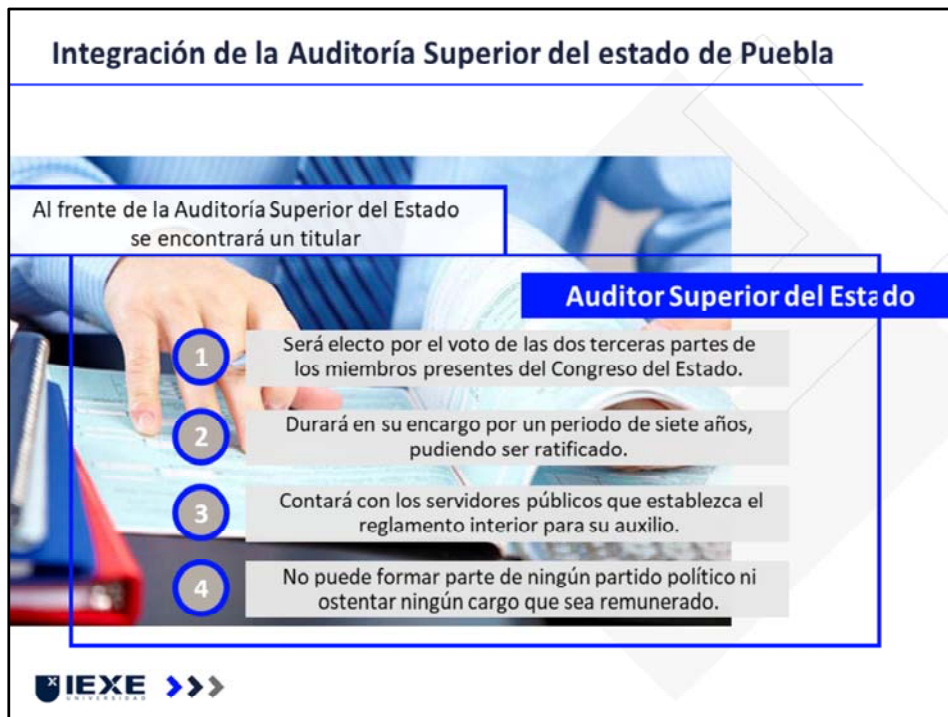 Integración de la Auditoría Superior del estado de Puebla
Al frente de la Auditoría Superior del Estado
se encontrará un titular
Auditor Superior del Estado
1
Será electo por el voto de las dos terceras partes de
los miembros presentes del Congreso del Estado.
2
Durará en su encargo por un periodo de siete años,
pudiendo ser ratificado.
3
Contará con los servidores públicos que establezca el
reglamento interior para su auxilio.
4
No puede formar parte de ningún partido político ni
ostentar ningún cargo que sea remunerado.
IEXE
UNIVERSIDAD